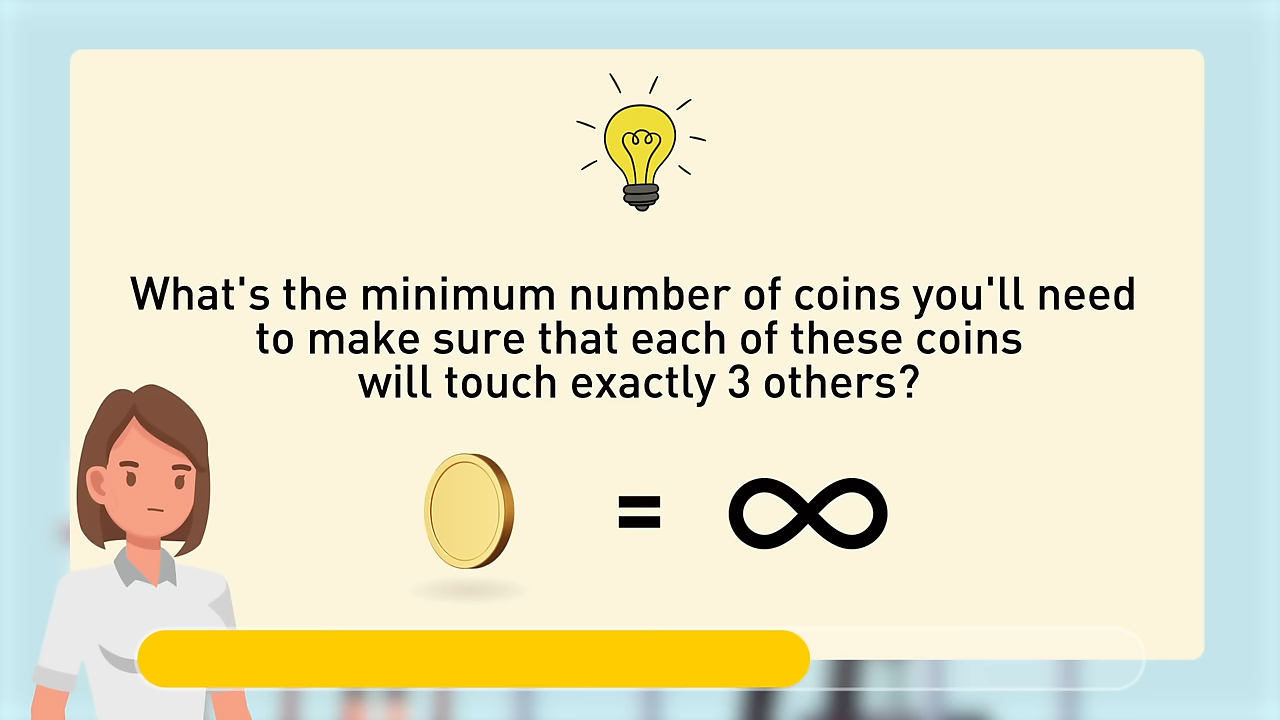 What's the minimum number of coins you'll need
to make sure that each of these coins
will touch exactly 3 others?
= ∞